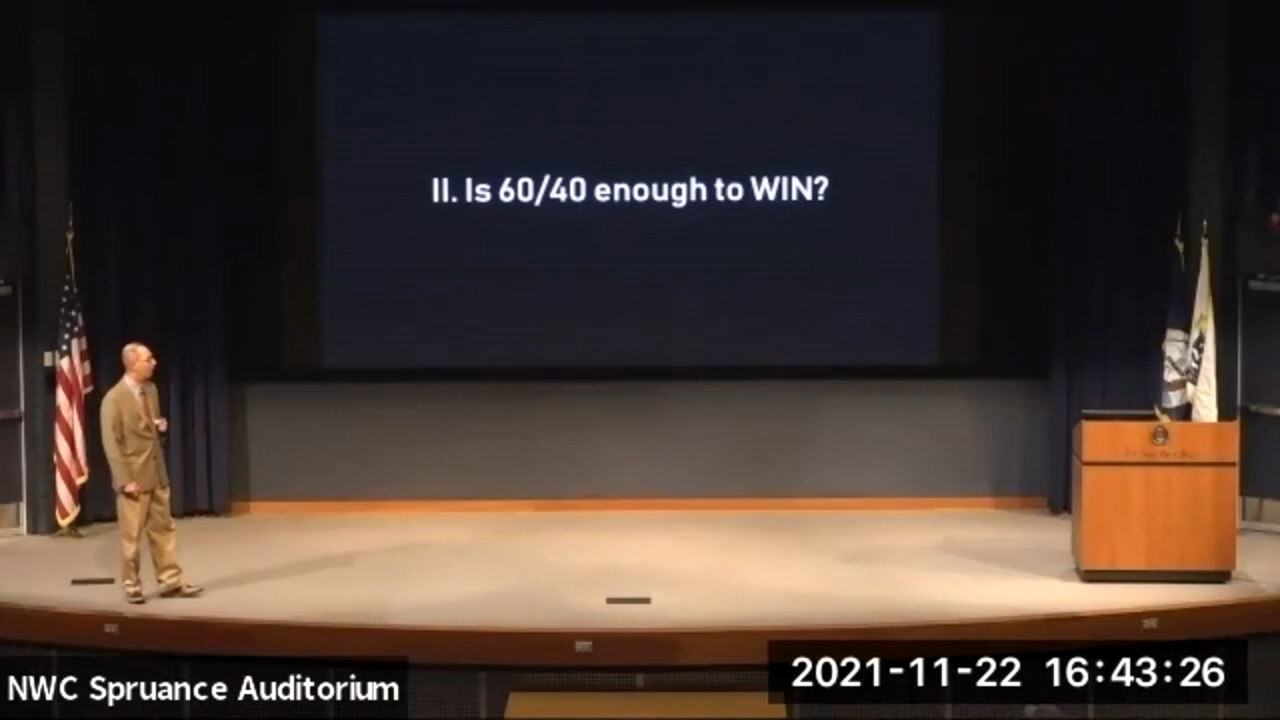 II. Is 60/40 enough to WIN?
NWC Spruance Auditorium
2021-11-22 16:43:26